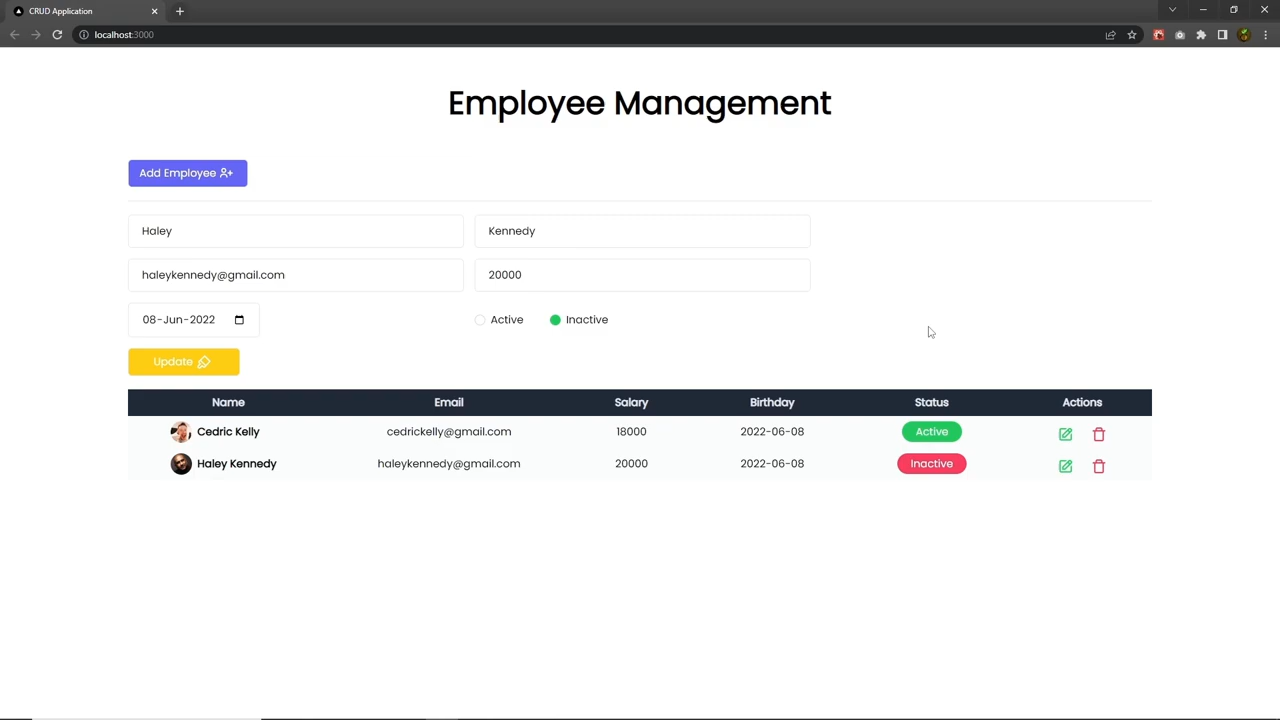 CRUD Application
localhost:3000
Employee Management
Add Employee
Haley Kennedy
haleykennedy@gmail.com 20000
08-Jun-2022 Active Inactive
Update
Name Email Salary Birthday Status Actions
Cedric Kelly cedrickelly@gmail.com 18000 2022-06-08 Active
Haley Kennedy haleykennedy@gmail.com 20000 2022-06-08 Inactive